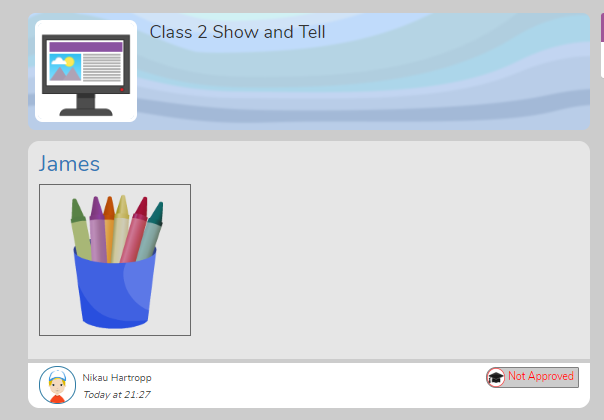 Class 2 Show and Tell
James
Nikau Hartropp
Today at 21:27
Not Approved